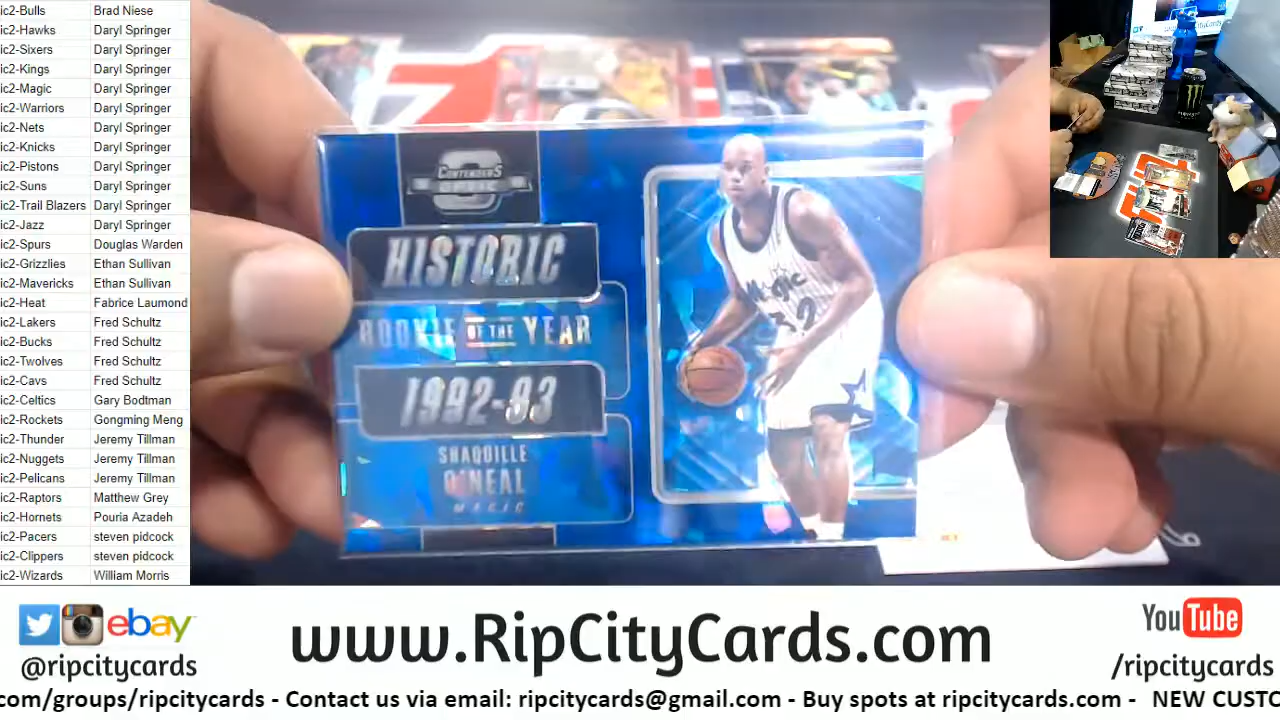 ic2-Bulls Brad Niese
ic2-Hawks Daryl Springer
ic2-Sixers Daryl Springer
ic2-Kings Daryl Springer
ic2-Magic Daryl Springer
ic2-Warriors Daryl Springer
ic2-Nets Daryl Springer
ic2-Knicks Daryl Springer
ic2-Pistons Daryl Springer
ic2-Suns Daryl Springer
ic2-Trail Blazers Daryl Springer
ic2-Jazz Daryl Springer
ic2-Spurs Douglas Warden
ic2-Grizzlies Ethan Sullivan
ic2-Mavericks Ethan Sullivan
ic2-Heat Fabrice Laumond
ic2-Lakers Fred Schultz
ic2-Bucks Fred Schultz
ic2-Twolves Fred Schultz
ic2-Cavs Fred Schultz
ic2-Celtics Gary Bodtman
ic2-Rockets Gongming Meng
ic2-Thunder Jeremy Tillman
ic2-Nuggets Jeremy Tillman
ic2-Pelicans Jeremy Tillman
ic2-Raptors Matthew Grey
ic2-Hornets Pouria Azadeh
ic2-Pacers steven pidcock
ic2-Clippers steven pidcock
ic2-Wizards William Morris
CONTENDERS
OPTIC
HISTORIC
ROOKIE OF THE YEAR
1992-93
SHAQUILLE
O'NEAL
MAGIC
Magic
32
ebay
@ripcitycards
www.RipCityCards.com
YouTube
/ripcitycards
com/groups/ripcitycards - Contact us via email: ripcitycards@gmail.com - Buy spots at ripcitycards.com - NEW CUSTO